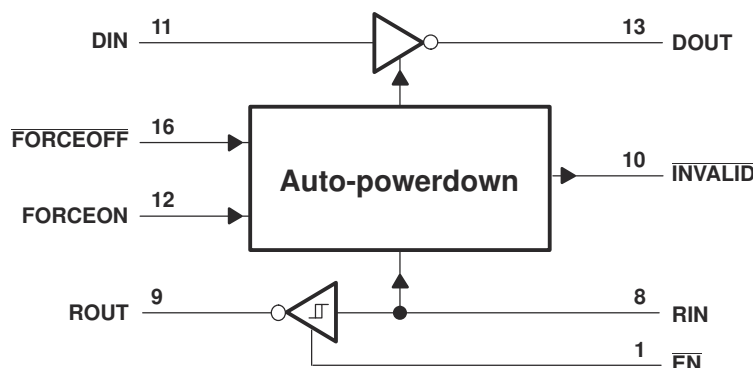 DIN 11 13 DOUT
FORCEOFF 16
Auto-powerdown
10 INVALID
FORCEON 12
ROUT 9 8 RIN
1 EN